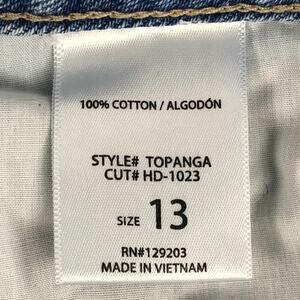 100% COTTON / ALGODÓN
STYLE# TOPANGA
CUT# HD-1023
SIZE 13
RN#129203
MADE IN VIETNAM